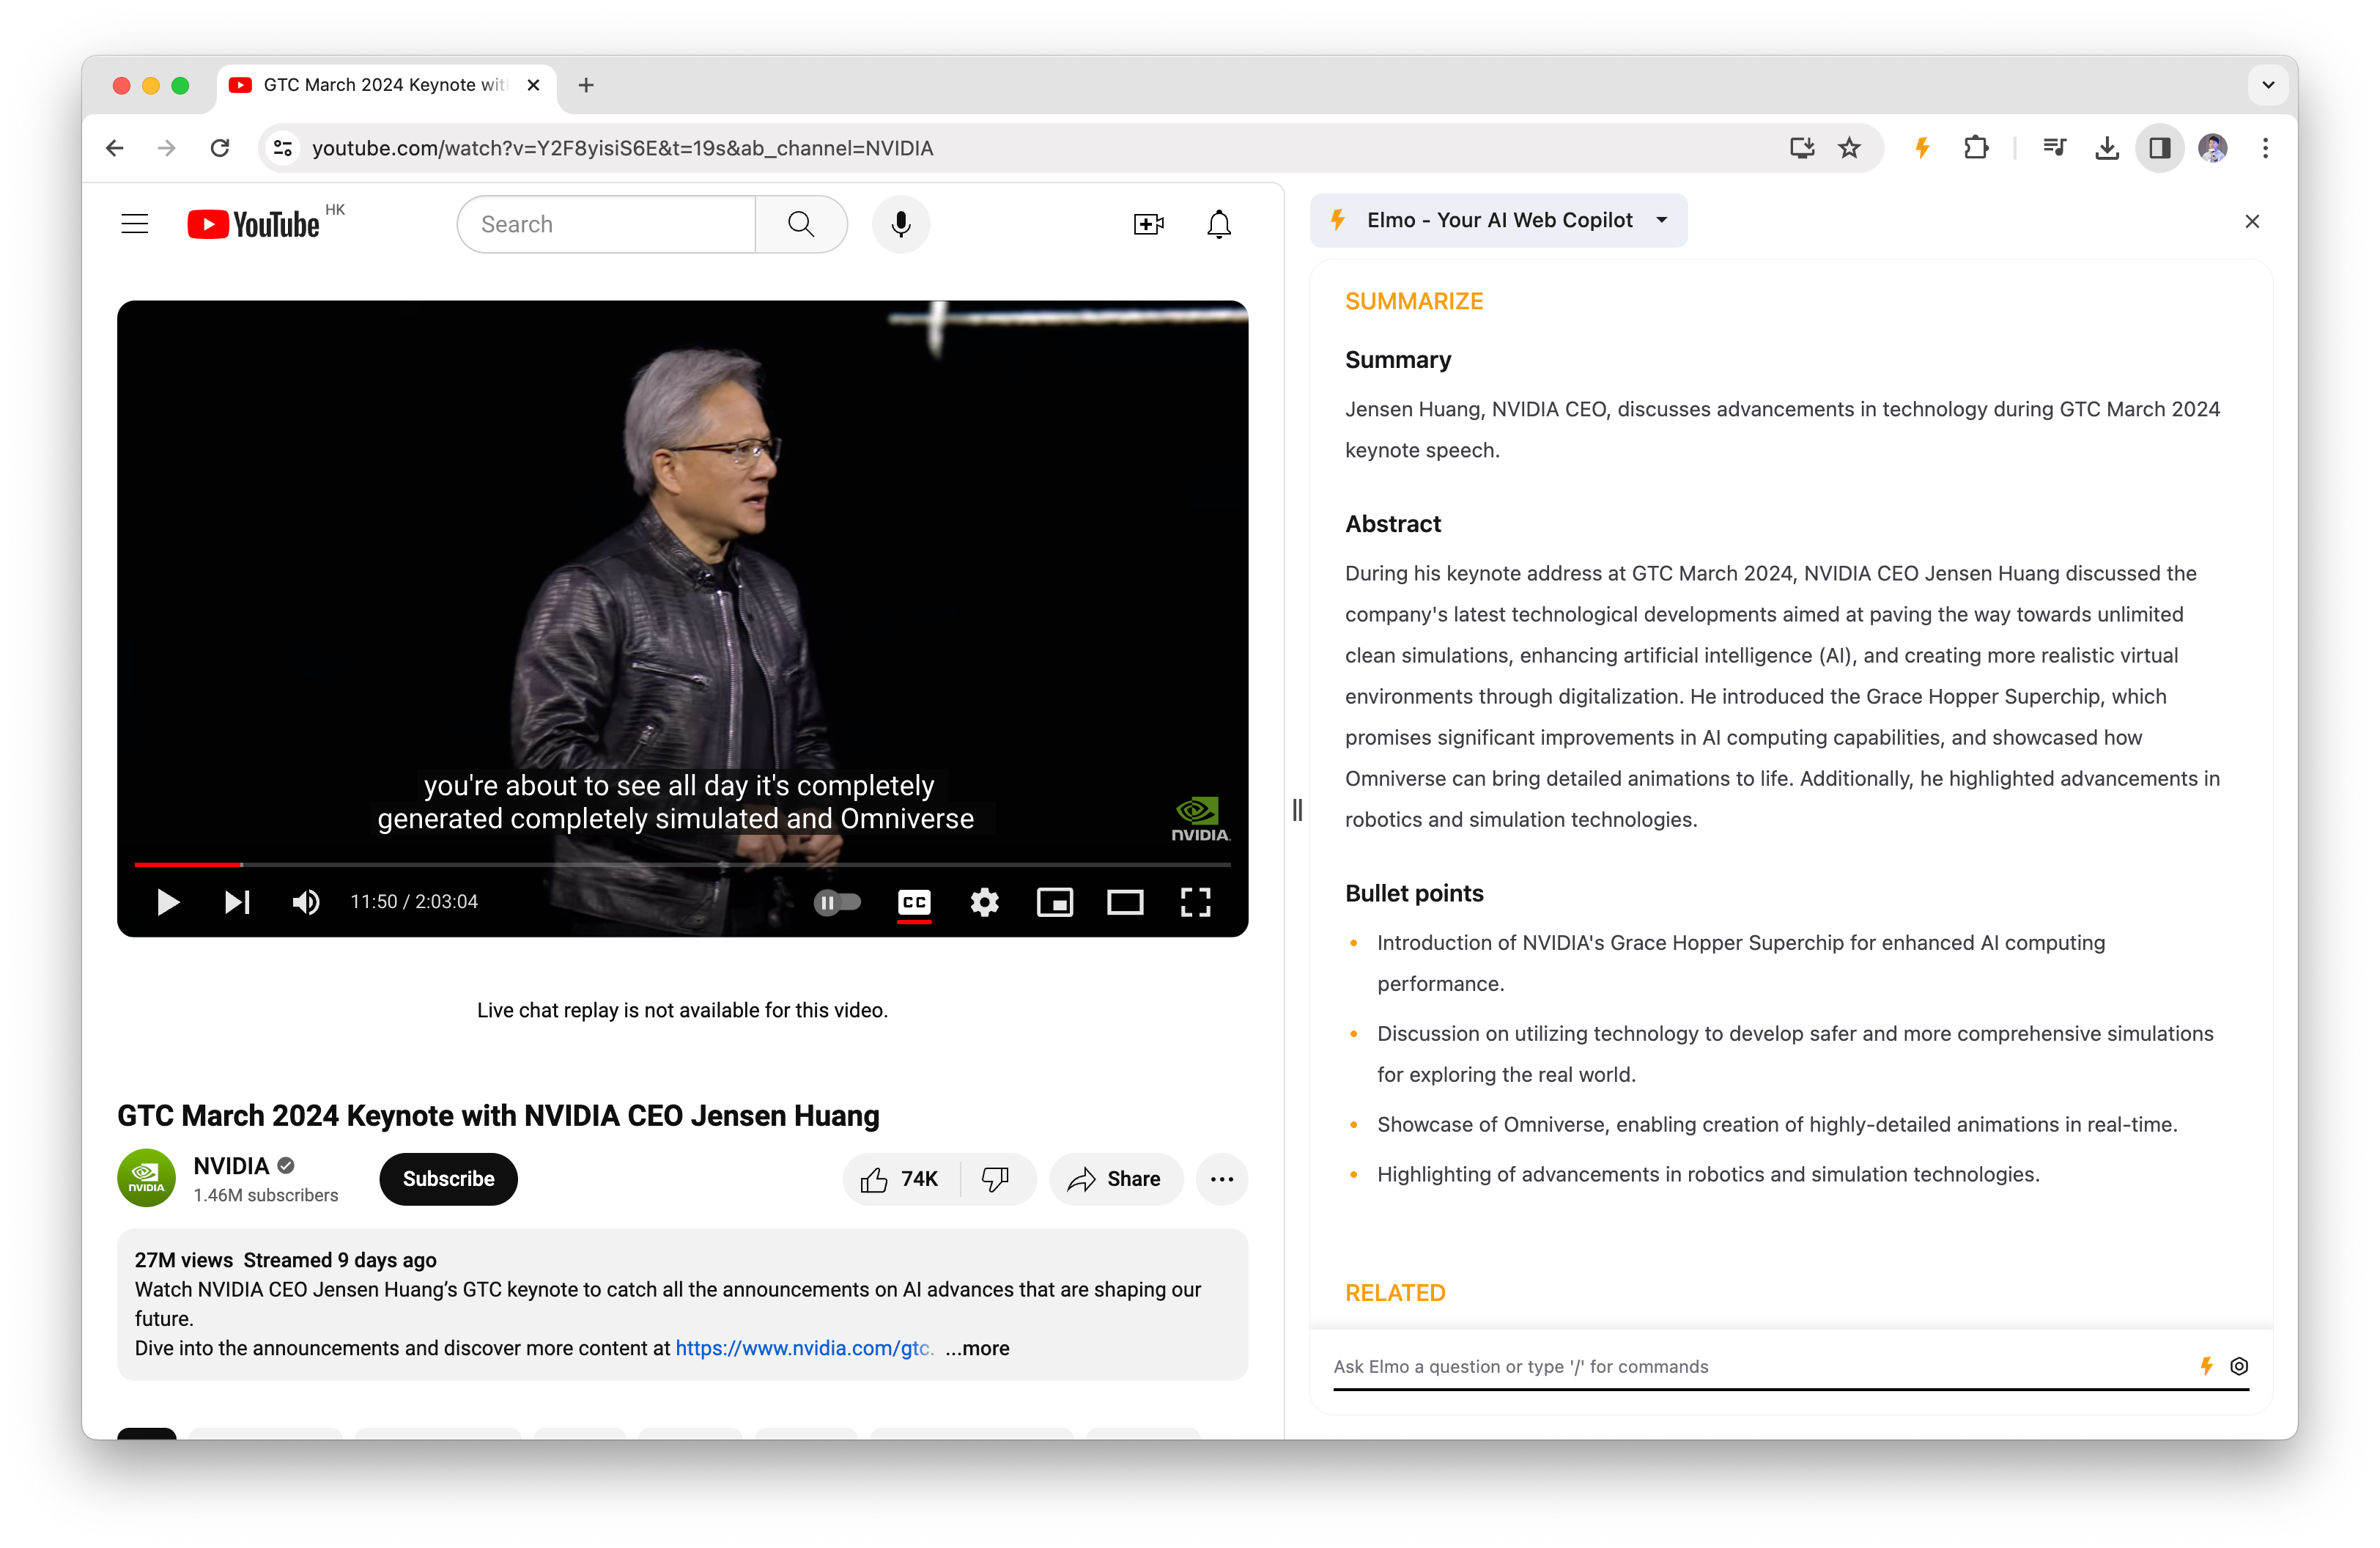 GTC March 2024 Keynote wit
youtube.com/watch?v=Y2F8yisiS6E&t=19s&ab_channel=NVIDIA
YouTube HK
Search
you're about to see all day it's completely
generated completely simulated and Omniverse
NVIDIA.
11:50 / 2:03:04
CC
Live chat replay is not available for this video.
GTC March 2024 Keynote with NVIDIA CEO Jensen Huang
NVIDIA.
NVIDIA
1.46M subscribers
Subscribe
74K
Share
27M views Streamed 9 days ago
Watch NVIDIA CEO Jensen Huang’s GTC keynote to catch all the announcements on AI advances that are shaping our
future.
Dive into the announcements and discover more content at https://www.nvidia.com/gtc. ...more
Elmo - Your AI Web Copilot
SUMMARIZE
Summary
Jensen Huang, NVIDIA CEO, discusses advancements in technology during GTC March 2024
keynote speech.
Abstract
During his keynote address at GTC March 2024, NVIDIA CEO Jensen Huang discussed the
company's latest technological developments aimed at paving the way towards unlimited
clean simulations, enhancing artificial intelligence (AI), and creating more realistic virtual
environments through digitalization. He introduced the Grace Hopper Superchip, which
promises significant improvements in AI computing capabilities, and showcased how
Omniverse can bring detailed animations to life. Additionally, he highlighted advancements in
robotics and simulation technologies.
Bullet points
• Introduction of NVIDIA's Grace Hopper Superchip for enhanced AI computing
performance.
• Discussion on utilizing technology to develop safer and more comprehensive simulations
for exploring the real world.
• Showcase of Omniverse, enabling creation of highly-detailed animations in real-time.
• Highlighting of advancements in robotics and simulation technologies.
RELATED
Ask Elmo a question or type '/' for commands